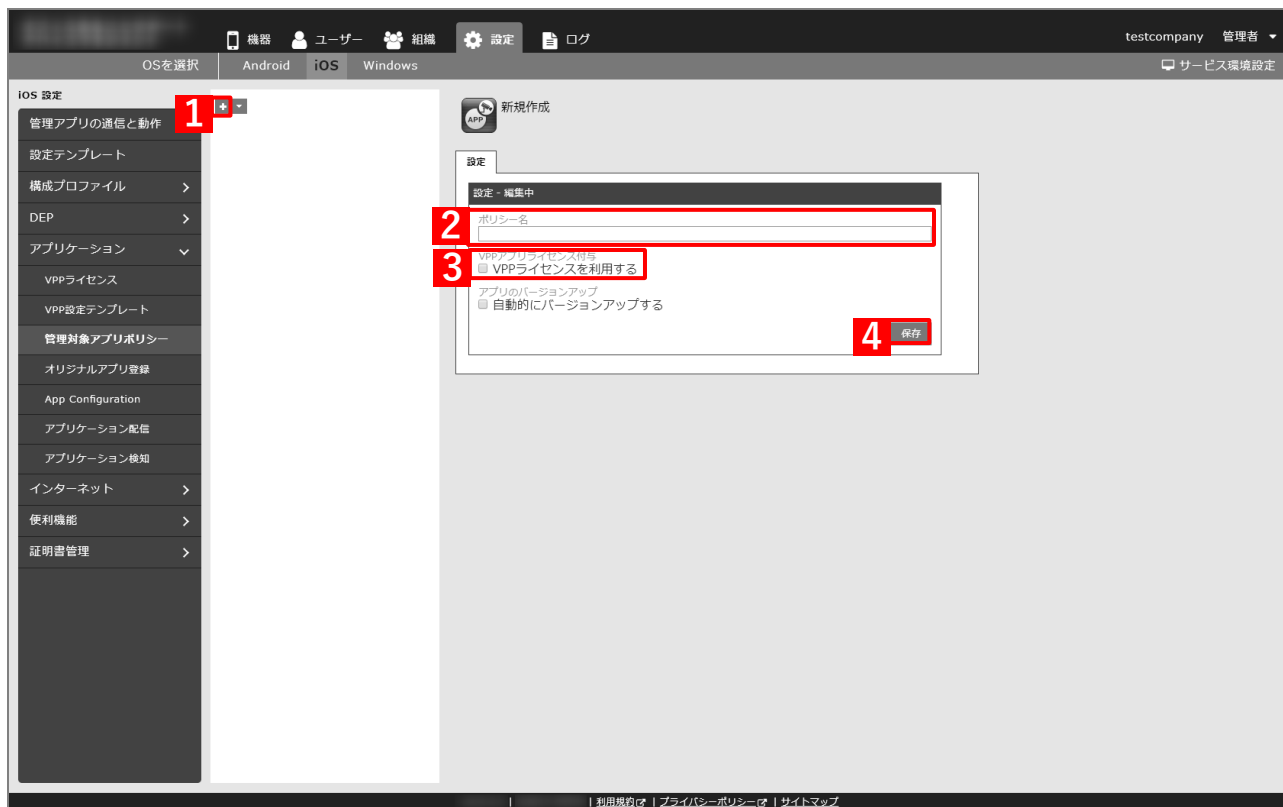 機器 ユーザー 組織 設定 ログ testcompany 管理者
OSを選択 Android iOS Windows サービス環境設定
iOS 設定
管理アプリの通信と動作
設定テンプレート
構成プロファイル
DEP
アプリケーション
VPPライセンス
VPP設定テンプレート
管理対象アプリポリシー
オリジナルアプリ登録
App Configuration
アプリケーション配信
アプリケーション検知
インターネット
便利機能
証明書管理
1
APP 新規作成
設定
設定 - 編集中
2 ポリシー名
3 VPPアプリライセンス付与
VPPライセンスを利用する
アプリのバージョンアップ
自動的にバージョンアップする
4 保存
| | 利用規約 | プライバシーポリシー | サイトマップ